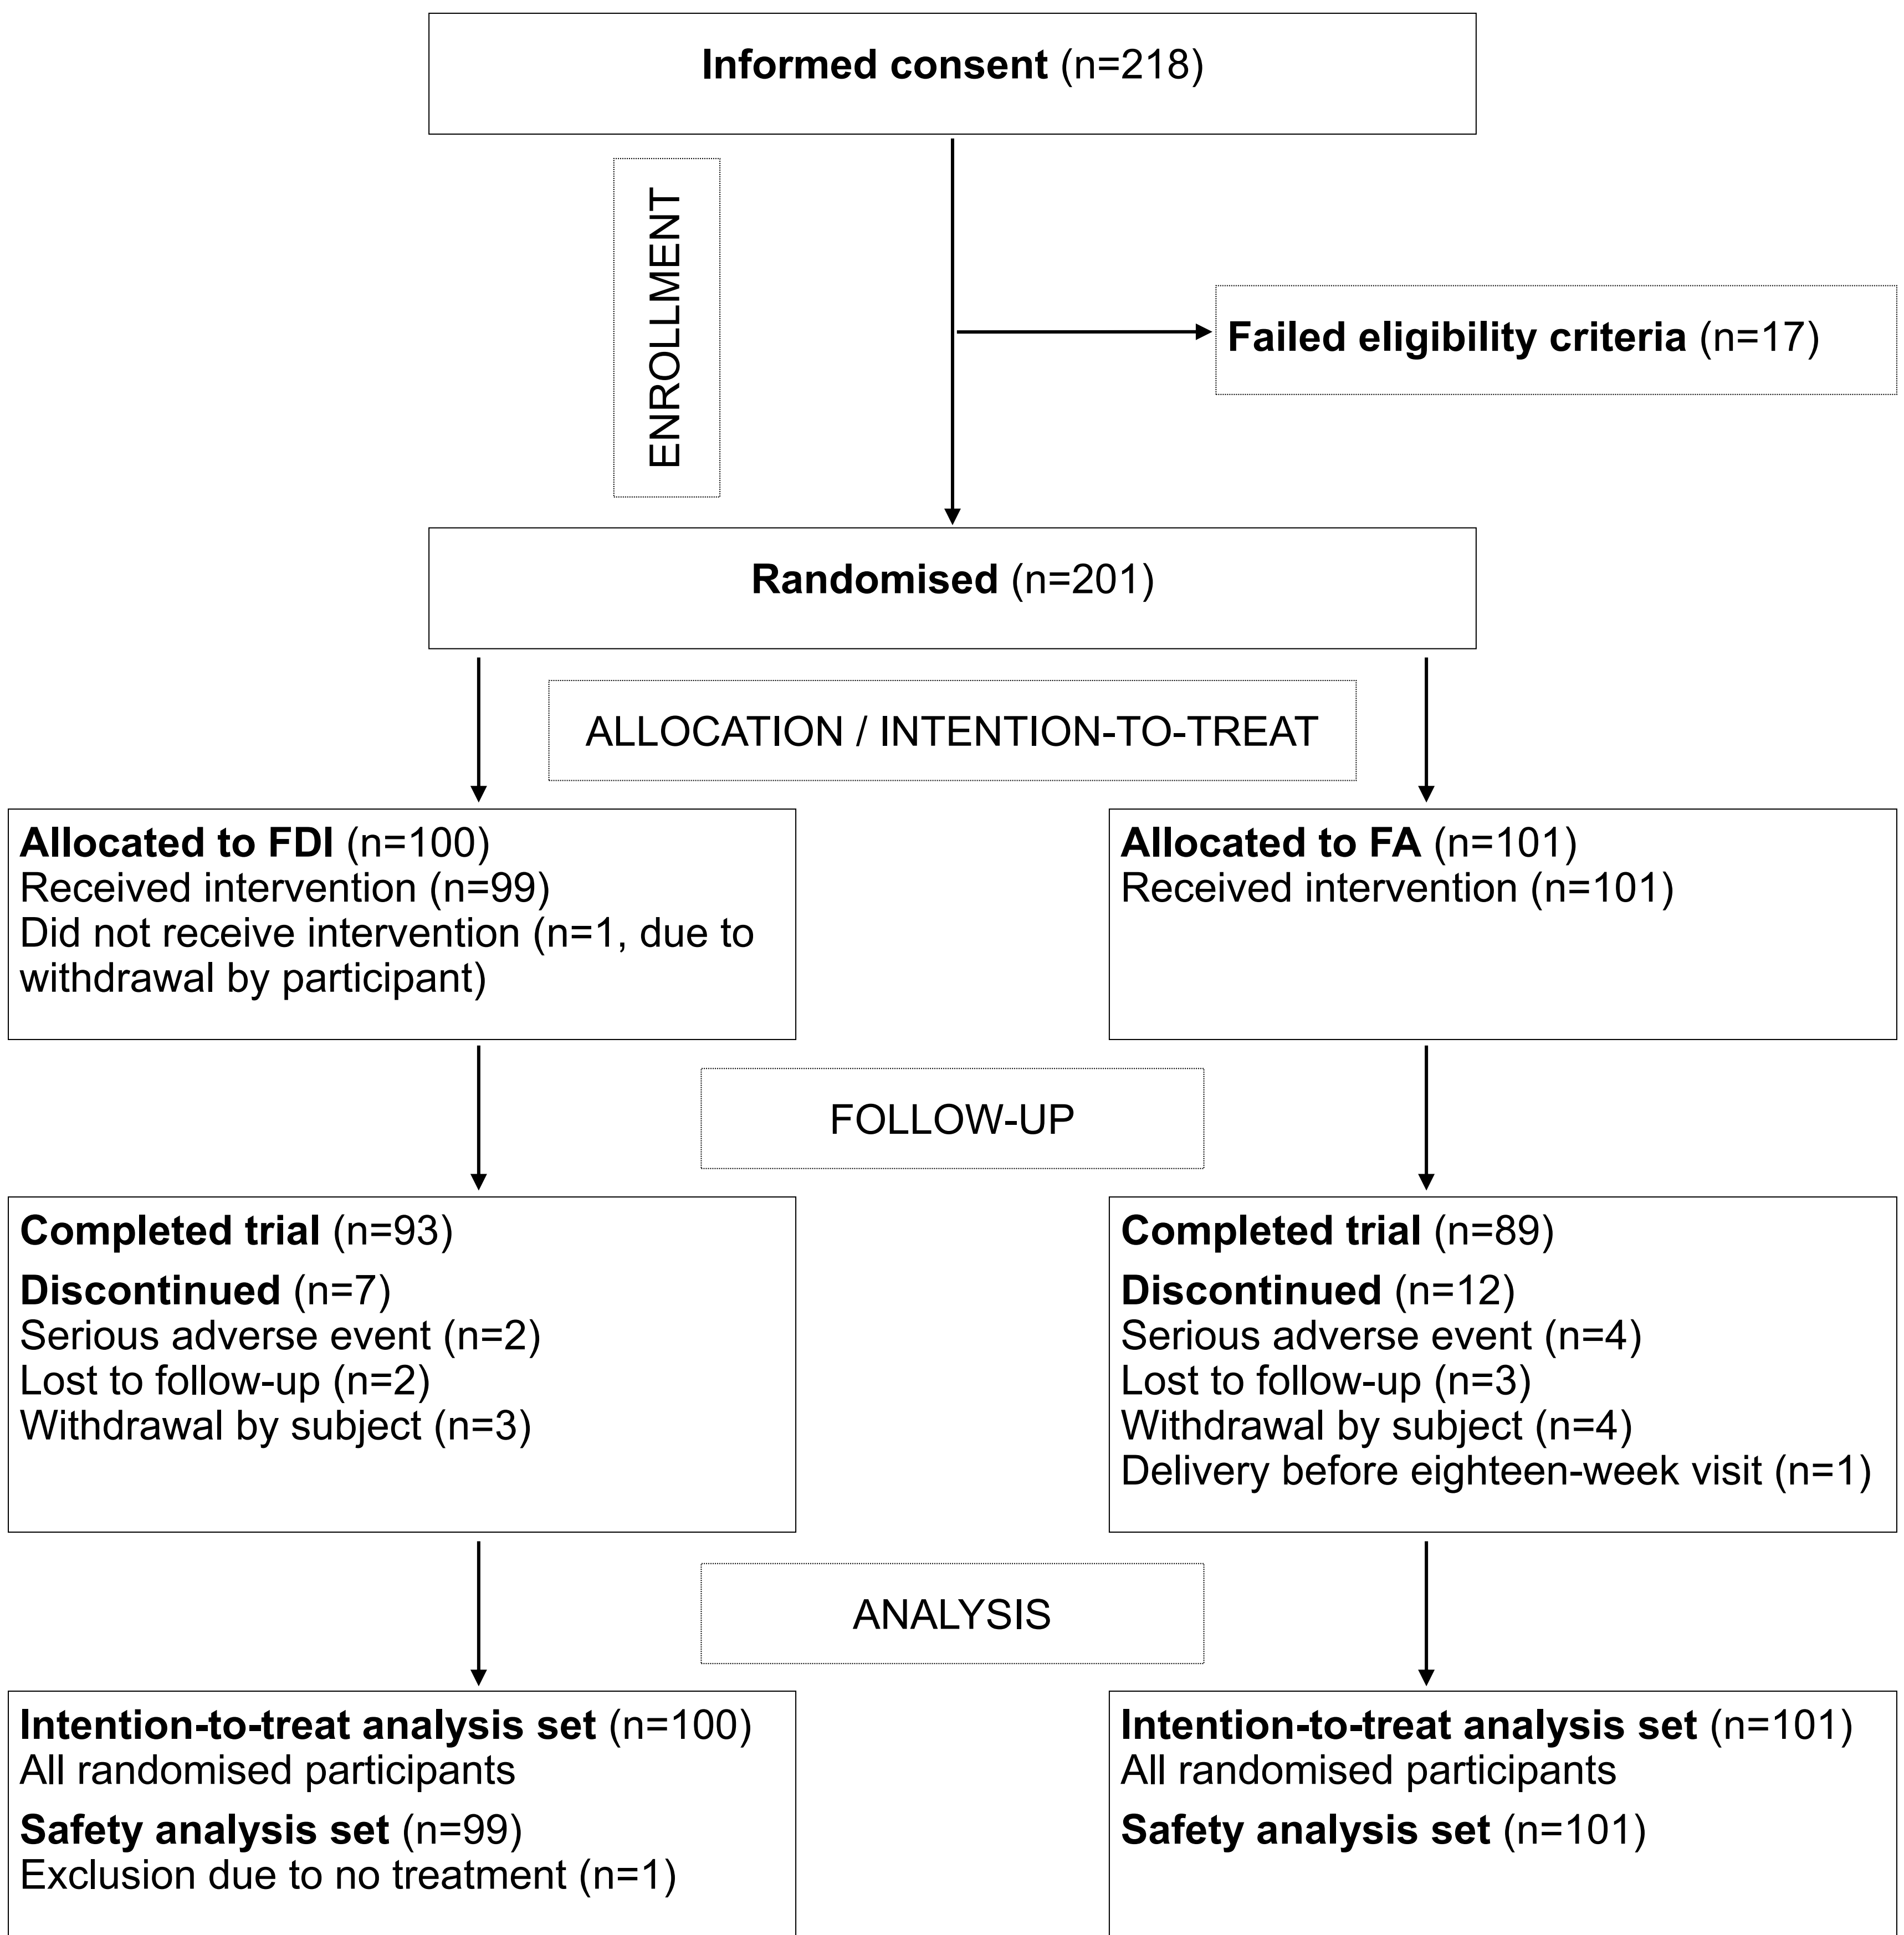 Informed consent (n=218)
ENROLLMENT
Failed eligibility criteria (n=17)
Randomised (n=201)
ALLOCATION / INTENTION-TO-TREAT
Allocated to FDI (n=100)
Received intervention (n=99)
Did not receive intervention (n=1, due to
withdrawal by participant)
Allocated to FA (n=101)
Received intervention (n=101)
FOLLOW-UP
Completed trial (n=93)
Discontinued (n=7)
Serious adverse event (n=2)
Lost to follow-up (n=2)
Withdrawal by subject (n=3)
Completed trial (n=89)
Discontinued (n=12)
Serious adverse event (n=4)
Lost to follow-up (n=3)
Withdrawal by subject (n=4)
Delivery before eighteen-week visit (n=1)
ANALYSIS
Intention-to-treat analysis set (n=100)
All randomised participants
Safety analysis set (n=99)
Exclusion due to no treatment (n=1)
Intention-to-treat analysis set (n=101)
All randomised participants
Safety analysis set (n=101)